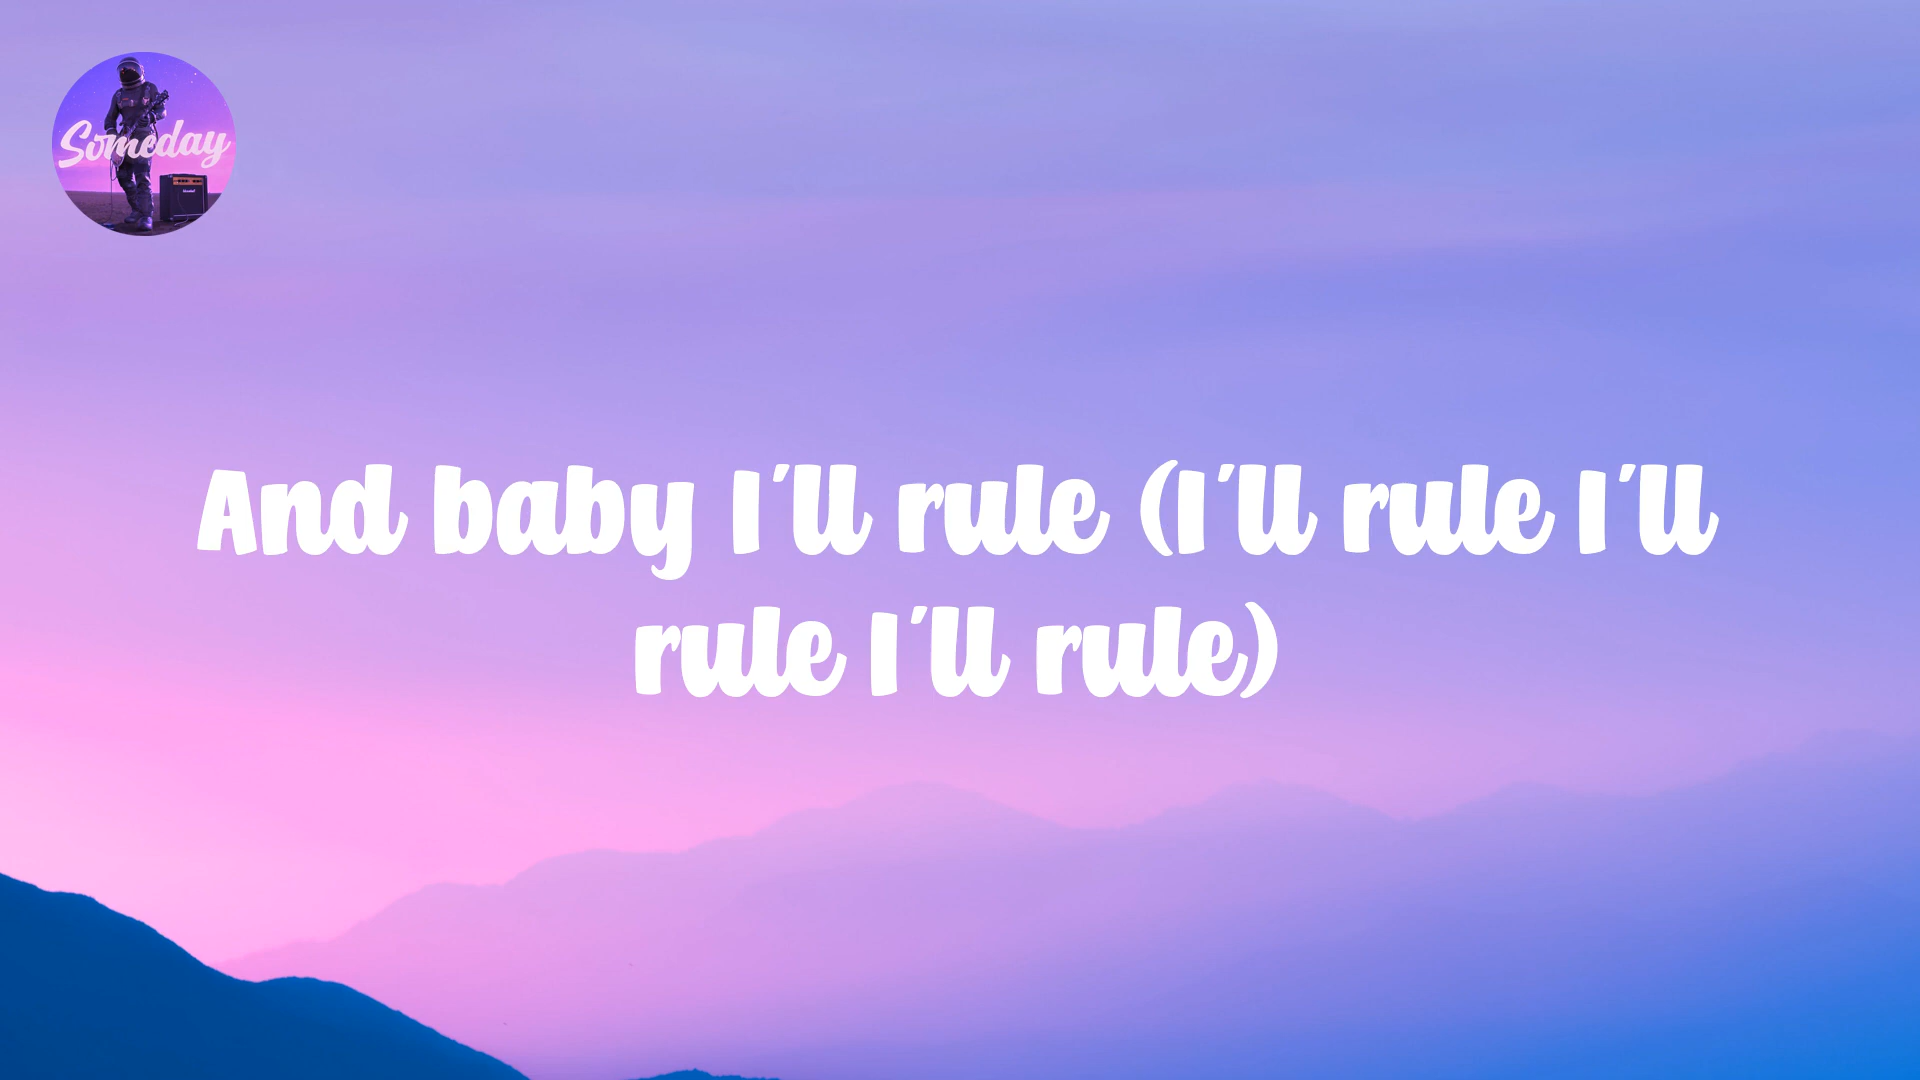 Someday
And baby I'll rule (I'll rule I'll
rule I'll rule)